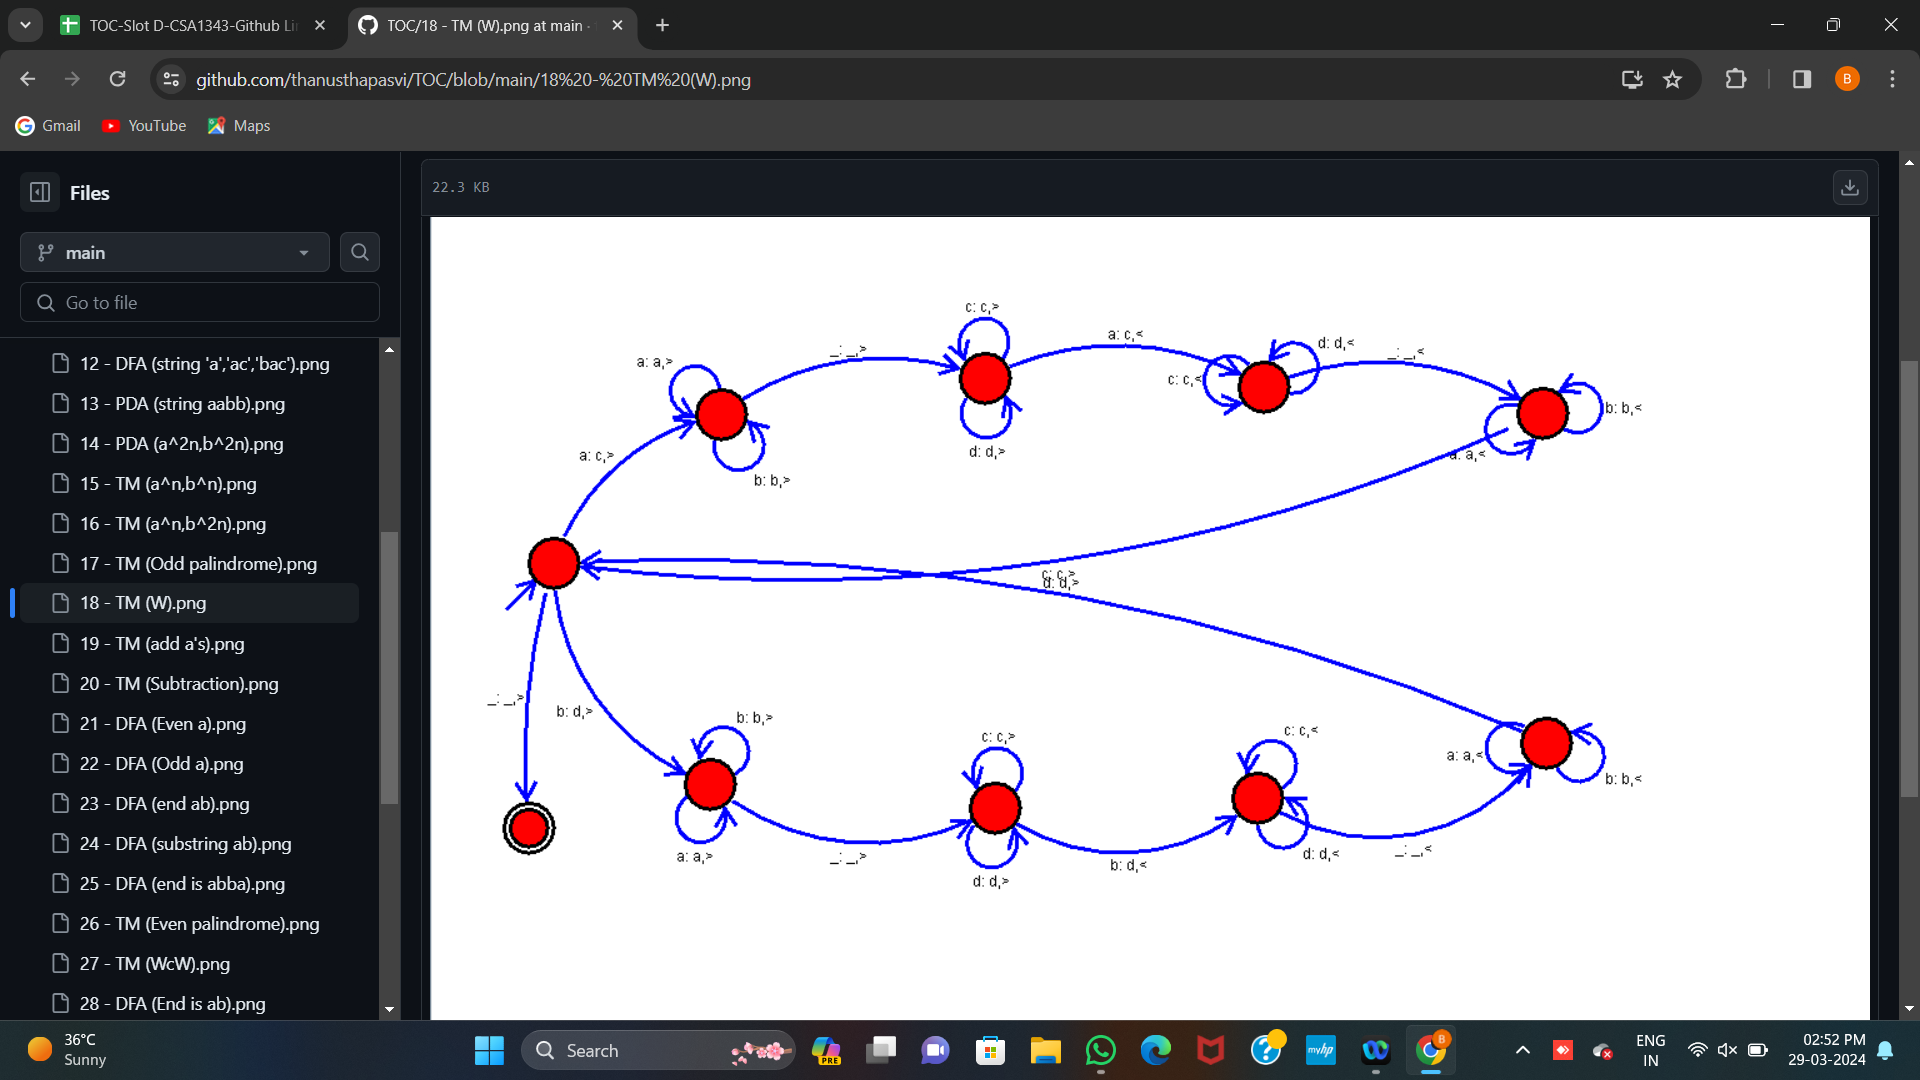 TOC-Slot D-CSA1343-Github Li
TOC/18 - TM (W).png at main ·
github.com/thanusthapasvi/TOC/blob/main/18%20-%20TM%20(W).png
B
Gmail
YouTube
Maps
Files
main
Go to file
12 - DFA (string 'a','ac','bac').png
13 - PDA (string aabb).png
14 - PDA (a^2n,b^2n).png
15 - TM (a^n,b^n).png
16 - TM (a^n,b^2n).png
17 - TM (Odd palindrome).png
18 - TM (W).png
19 - TM (add a's).png
20 - TM (Subtraction).png
21 - DFA (Even a).png
22 - DFA (Odd a).png
23 - DFA (end ab).png
24 - DFA (substring ab).png
25 - DFA (end is abba).png
26 - TM (Even palindrome).png
27 - TM (WcW).png
28 - DFA (End is ab).png
22.3 KB
c: c,>
a: a,>
_: _,>
a: c,<
d: d,<
_: _,<
c: c,<
b: b,<
d: d,>
a: a,<
a: c,>
b: b,>
c: c,>
d: d,>
_: _,>
b: d,>
b: b,>
c: c,>
c: c,<
a: a,<
b: b,<
a: a,>
_: _,>
b: d,<
d: d,<
_: _,<
d: d,>
36°C
Sunny
Search
PRE
myhp
B
ENG
IN
02:52 PM
29-03-2024